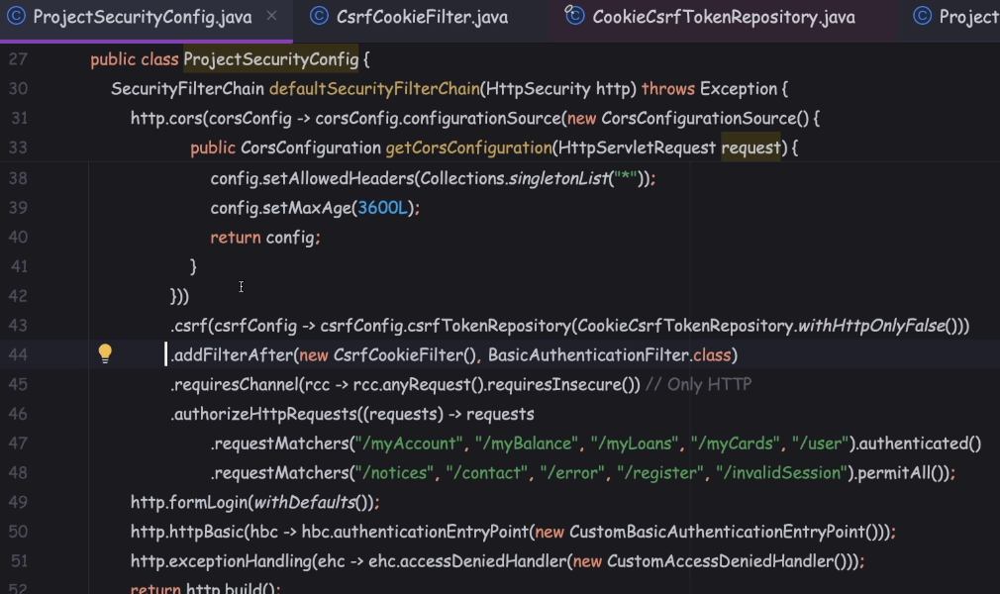 ProjectSecurityConfig.java × CsrfCookieFilter.java CookieCsrfTokenRepository.java Project
27 public class ProjectSecurityConfig {
30 SecurityFilterChain defaultSecurityFilterChain(HttpSecurity http) throws Exception {
31 http.cors(corsConfig -> corsConfig.configurationSource(new CorsConfigurationSource() {
33 public CorsConfiguration getCorsConfiguration(HttpServletRequest request) {
38 config.setAllowedHeaders(Collections.singletonList("*"));
39 config.setMaxAge(3600L);
40 return config;
41 }
42 }))
43 .csrf(csrfConfig -> csrfConfig.csrfTokenRepository(CookieCsrfTokenRepository.withHttpOnlyFalse()))
44 .addFilterAfter(new CsrfCookieFilter(), BasicAuthenticationFilter.class)
45 .requiresChannel(rcc -> rcc.anyRequest().requiresInsecure()) // Only HTTP
46 .authorizeHttpRequests((requests) -> requests
47 .requestMatchers("/myAccount", "/myBalance", "/myLoans", "/myCards", "/user").authenticated()
48 .requestMatchers("/notices", "/contact", "/error", "/register", "/invalidSession").permitAll());
49 http.formLogin(withDefaults());
50 http.httpBasic(hbc -> hbc.authenticationEntryPoint(new CustomBasicAuthenticationEntryPoint()));
51 http.exceptionHandling(ehc -> ehc.accessDeniedHandler(new CustomAccessDeniedHandler()));
52 return http.build();